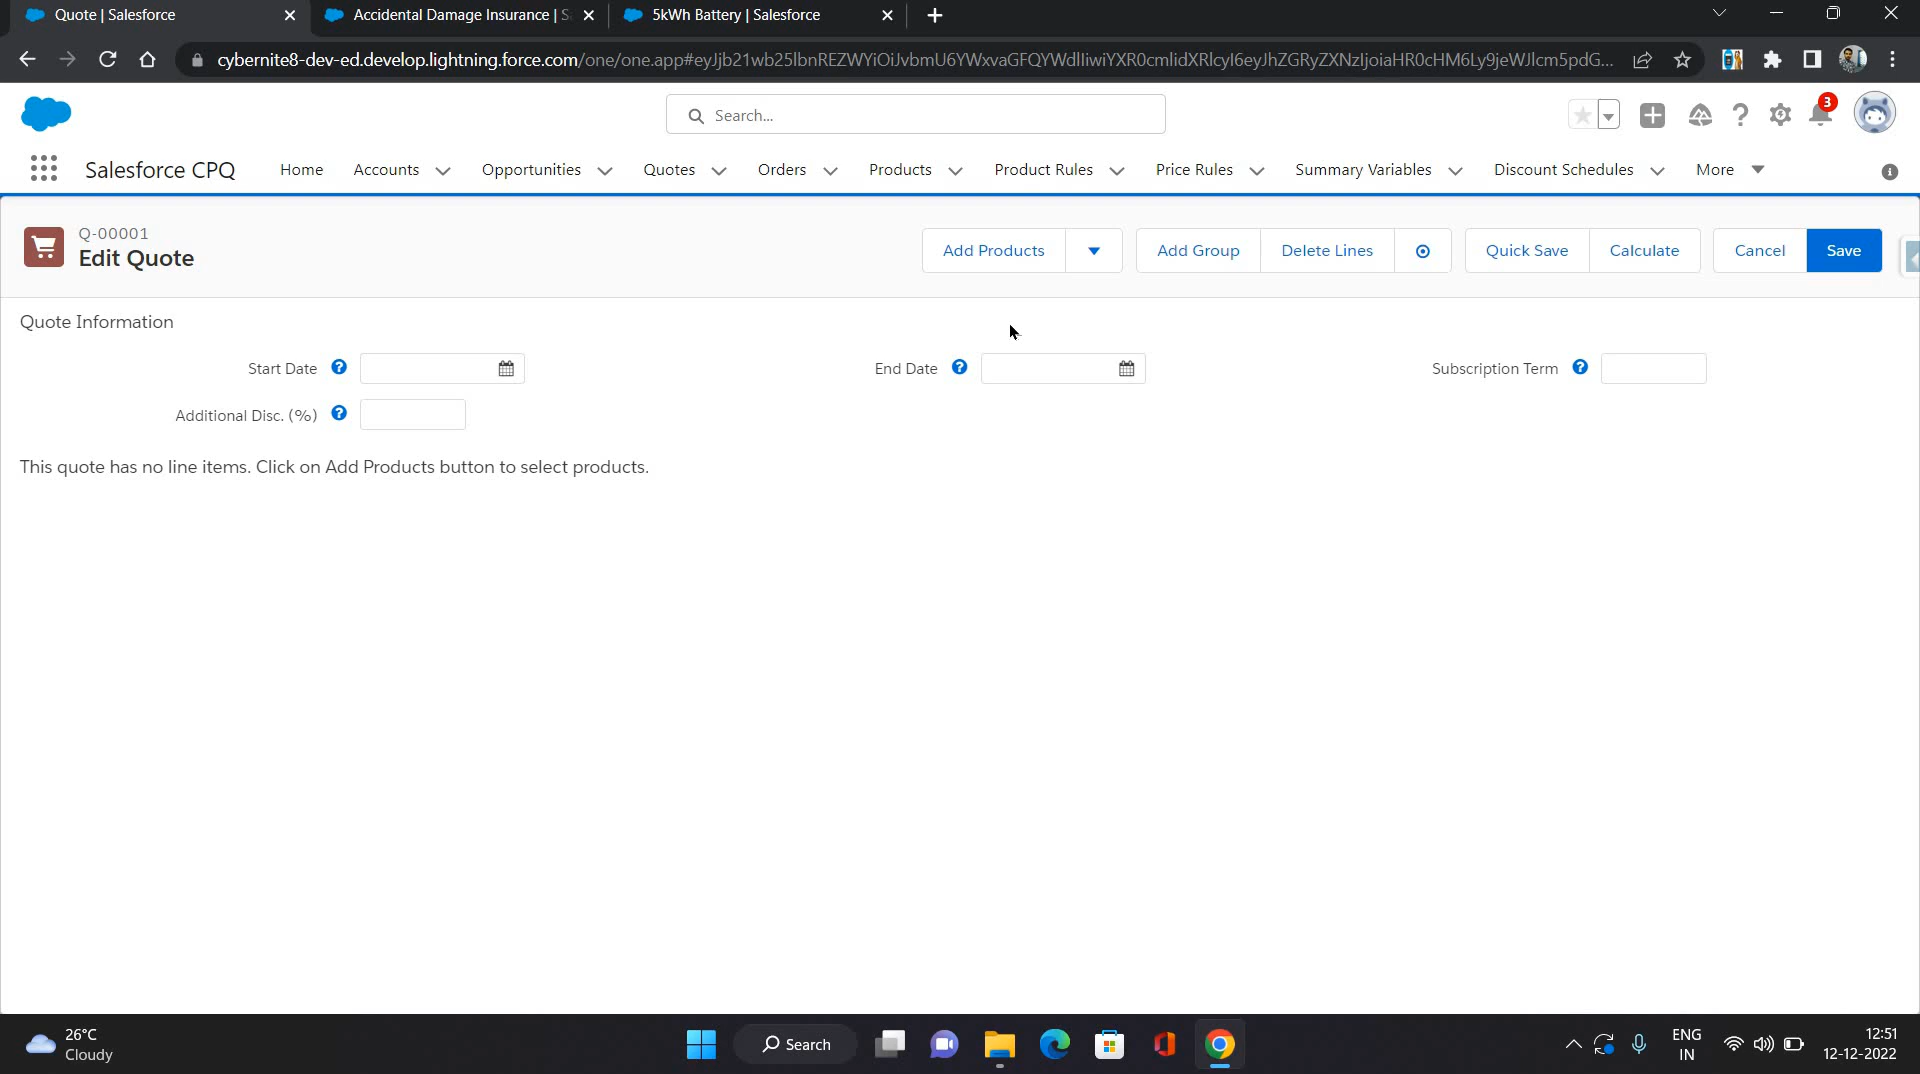 Quote | Salesforce
Accidental Damage Insurance | S
5kWh Battery | Salesforce
cybernite8-dev-ed.develop.lightning.force.com
Search...
3
Salesforce CPQ
Home
Accounts
Opportunities
Quotes
Orders
Products
Product Rules
Price Rules
Summary Variables
Discount Schedules
More
Q-00001
Edit Quote
Add Products
Add Group
Delete Lines
Quick Save
Calculate
Cancel
Save
Quote Information
Start Date
End Date
Subscription Term
Additional Disc. (%)
This quote has no line items. Click on Add Products button to select products.
26°C
Cloudy
Search
ENG
IN
12:51
12-12-2022